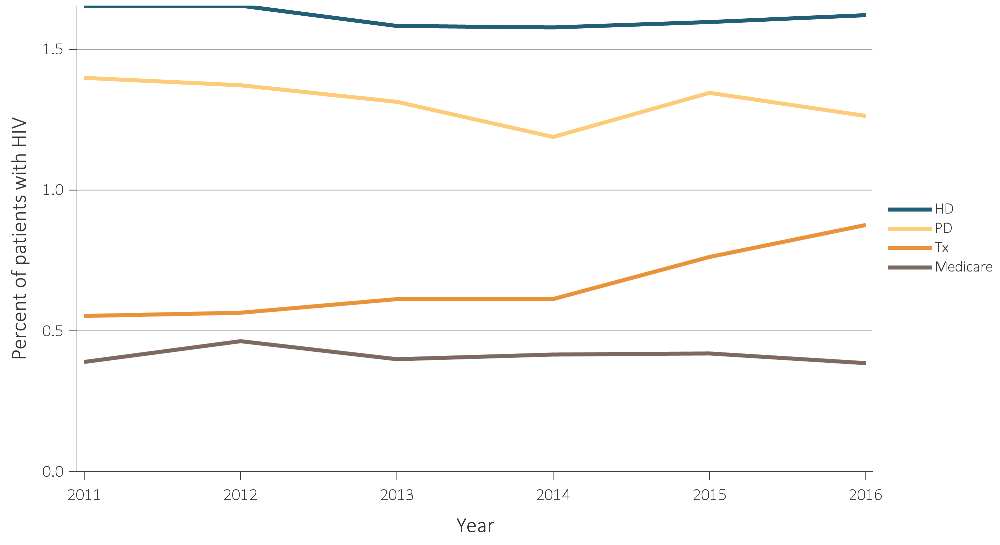 Percent of patients with HIV
1.5
1.0
0.5
0.0
2011 2012 2013 2014 2015 2016
Year
HD
PD
Tx
Medicare